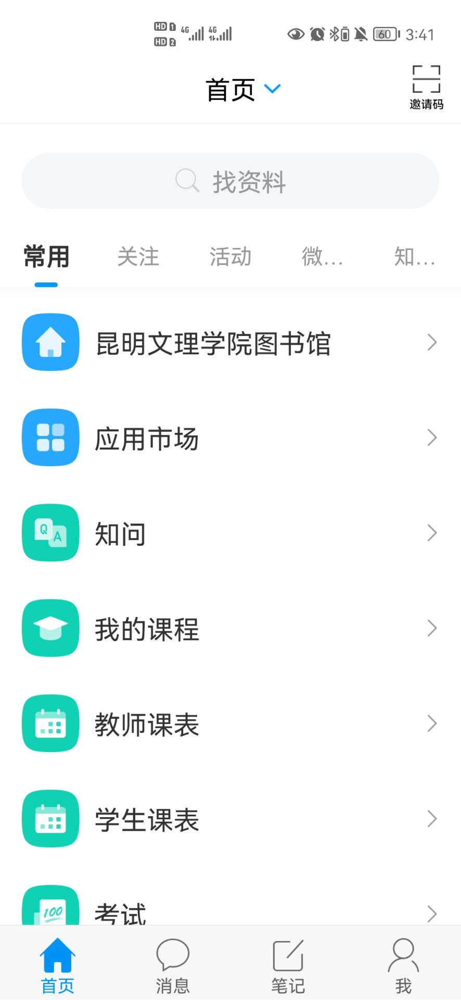 HD 1 4G 4G 60 3:41
HD 2
首页
邀请码
找资料
常用 关注 活动 微... 知...
昆明文理学院图书馆
应用市场
Q A
知问
我的课程
教师课表
学生课表
100
考试
首页 消息 笔记 我